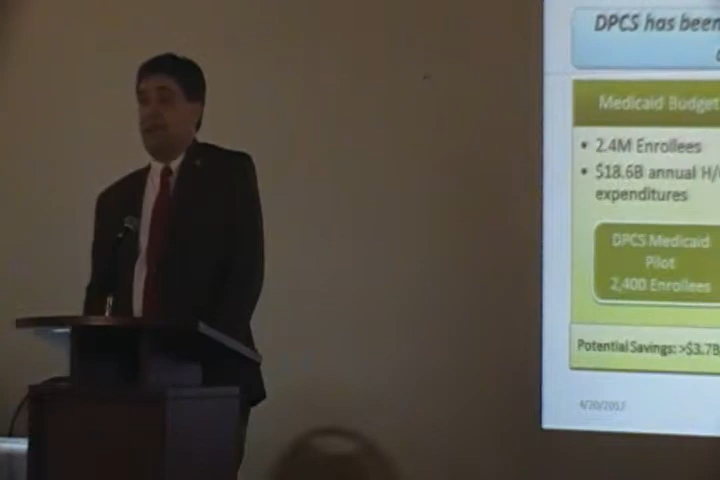 DPCS has been
Medicaid Budget
• 2.4M Enrollees
• $18.6B annual H/
expenditures
DPCS Medicaid
Pilot
2,400 Enrollees
Potential Savings: >$3.7B
4/20/2017